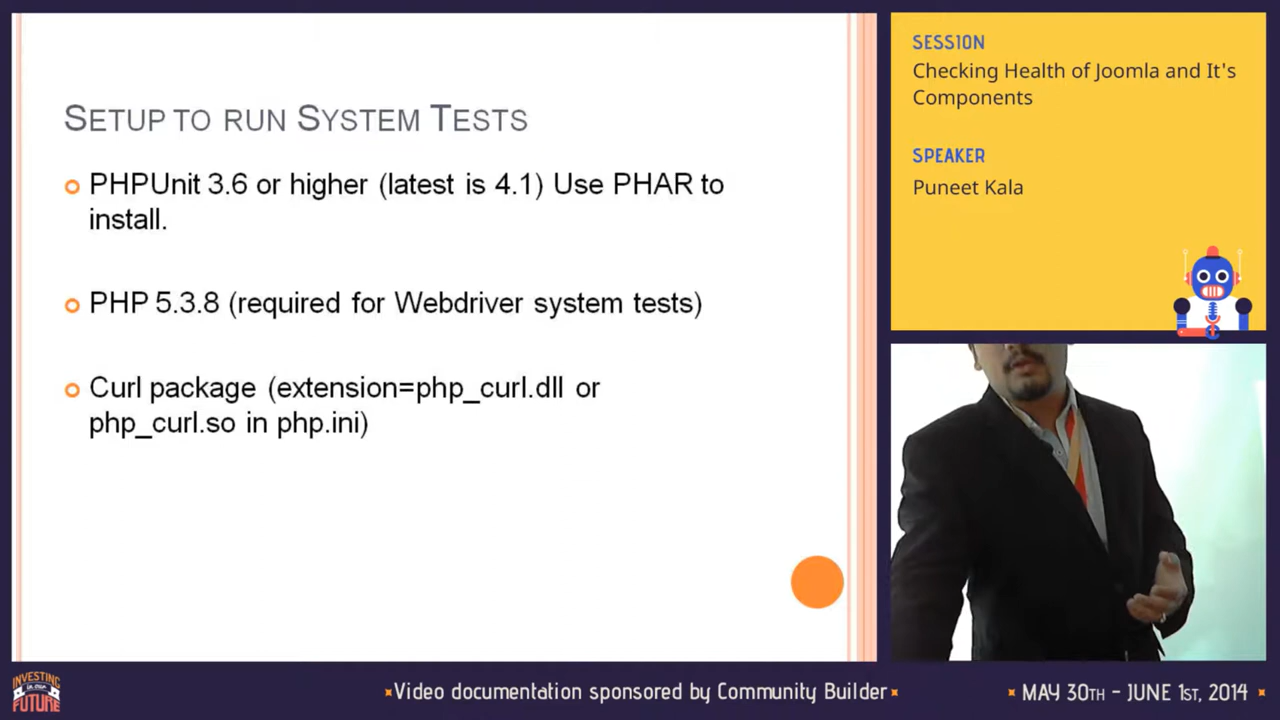 SETUP TO RUN SYSTEM TESTS
PHPUnit 3.6 or higher (latest is 4.1) Use PHAR to
install.
PHP 5.3.8 (required for Webdriver system tests)
Curl package (extension=php_curl.dll or
php_curl.so in php.ini)
SESSION
Checking Health of Joomla and It's
Components
SPEAKER
Puneet Kala
INVESTING
in our
FUTURE
Video documentation sponsored by Community Builder
MAY 30TH - JUNE 1ST, 2014